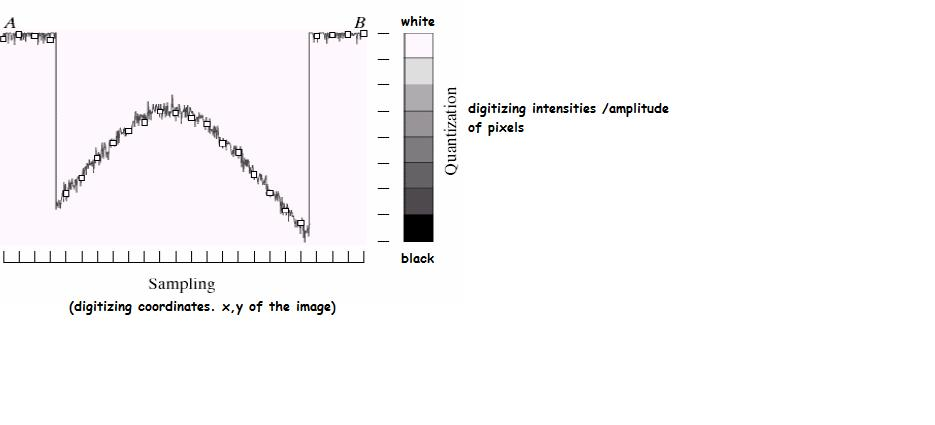 A
B
white
Quantization
digitizing intensities /amplitude
of pixels
black
Sampling
(digitizing coordinates. x,y of the image)